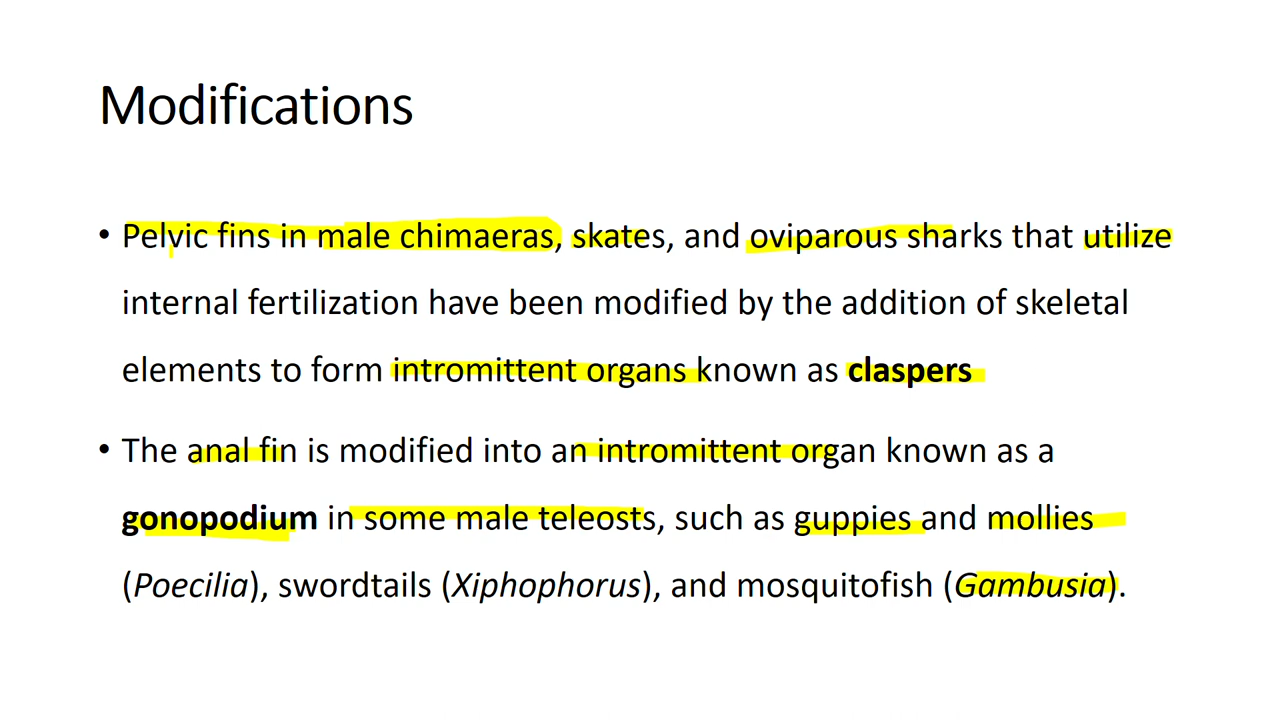 Modifications
• Pelvic fins in male chimaeras, skates, and oviparous sharks that utilize
internal fertilization have been modified by the addition of skeletal
elements to form intromittent organs known as claspers
• The anal fin is modified into an intromittent organ known as a
gonopodium in some male teleosts, such as guppies and mollies
(Poecilia), swordtails (Xiphophorus), and mosquitofish (Gambusia).